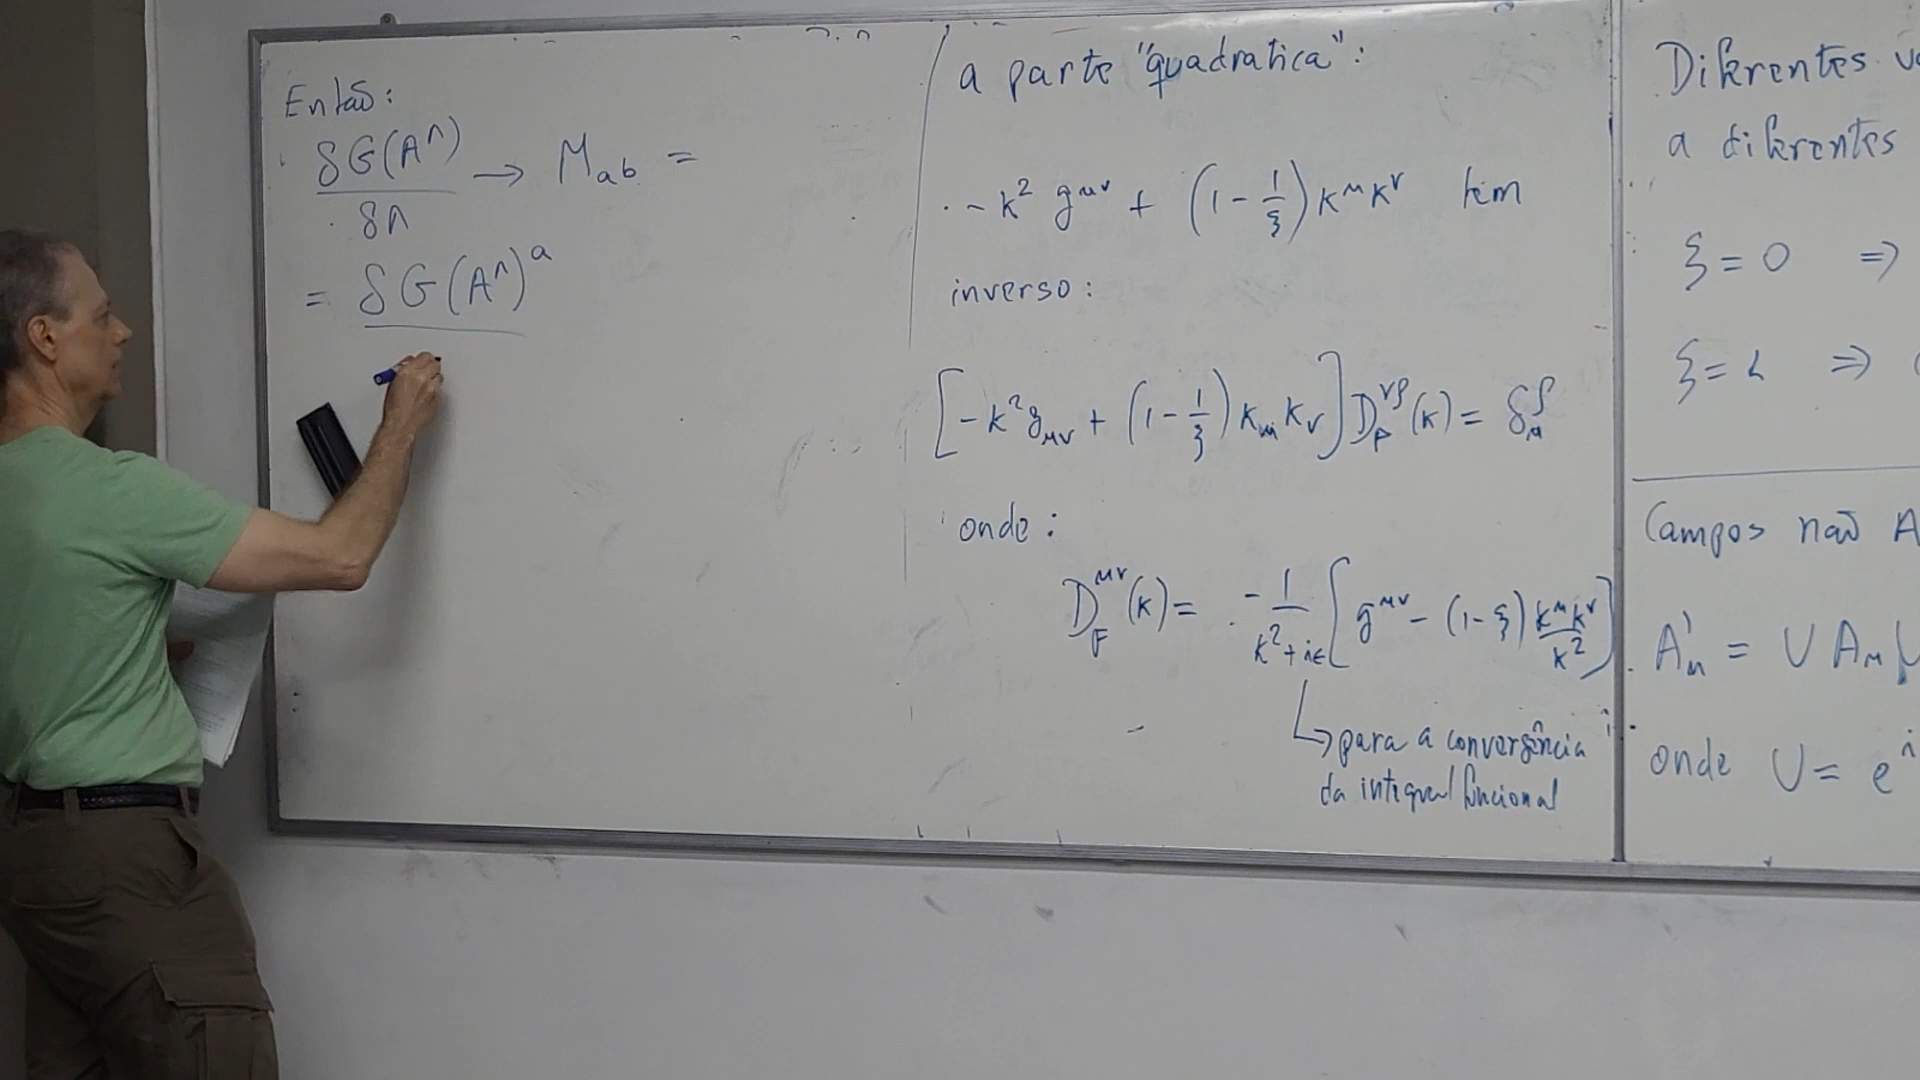 Então:
δG(A^Λ)/δΛ → M_ab =
= δG(A^Λ)^a
a parte "quadratica":
-k² g^μν + (1 - 1/ξ) k^μ k^ν tem
inverso:
[-k² g_μν + (1 - 1/ξ) k_μ k_ν] D_F^νρ(k) = δ_μ^ρ
onde:
D_F^μν(k) = -1/(k²+iε) [g^μν - (1-ξ) k^μ k^ν/k²]
↳ para a convergência
da integral funcional
Diferentes
a diferentes
ξ = 0 ⇒
ξ = 1 ⇒
Campos não A
A'_μ = U A_μ
onde U = e^i